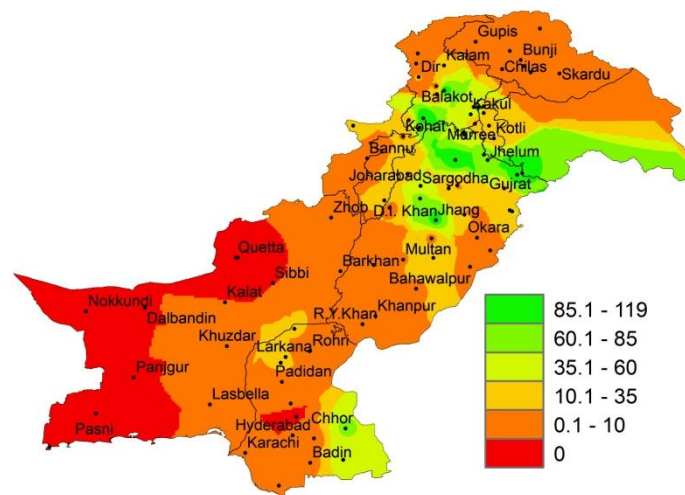 Gupis
Kalam
Bunji
Dir
Chilas
Skardu
Balakot
Kakul
Kohat
Murree
Kotli
Bannu
Jhelum
Joharabad
Sargodha
Gujrat
Zhob
D.I. Khan
Jhang
Okara
Quetta
Multan
Barkhan
Sibbi
Bahawalpur
Nokkundi
Kalat
Khanpur
Dalbandin
R.Y.Khan
Khuzdar
Larkana
Rohri
Panjgur
Padidan
Lasbella
Pasni
Hyderabad
Chhor
Karachi
Badin
85.1 - 119
60.1 - 85
35.1 - 60
10.1 - 35
0.1 - 10
0